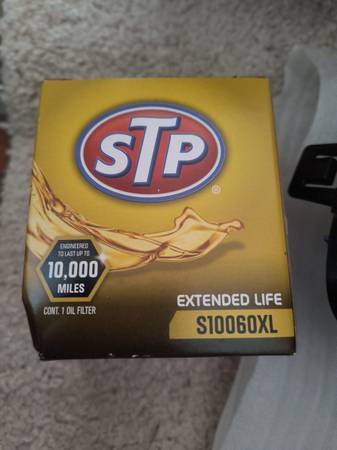 STP
®
ENGINEERED
TO LAST UP TO
10,000
MILES
CONT. 1 OIL FILTER
EXTENDED LIFE
S10060XL